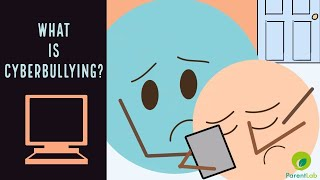 WHAT
IS
CYBERBULLYING?
ParentLab